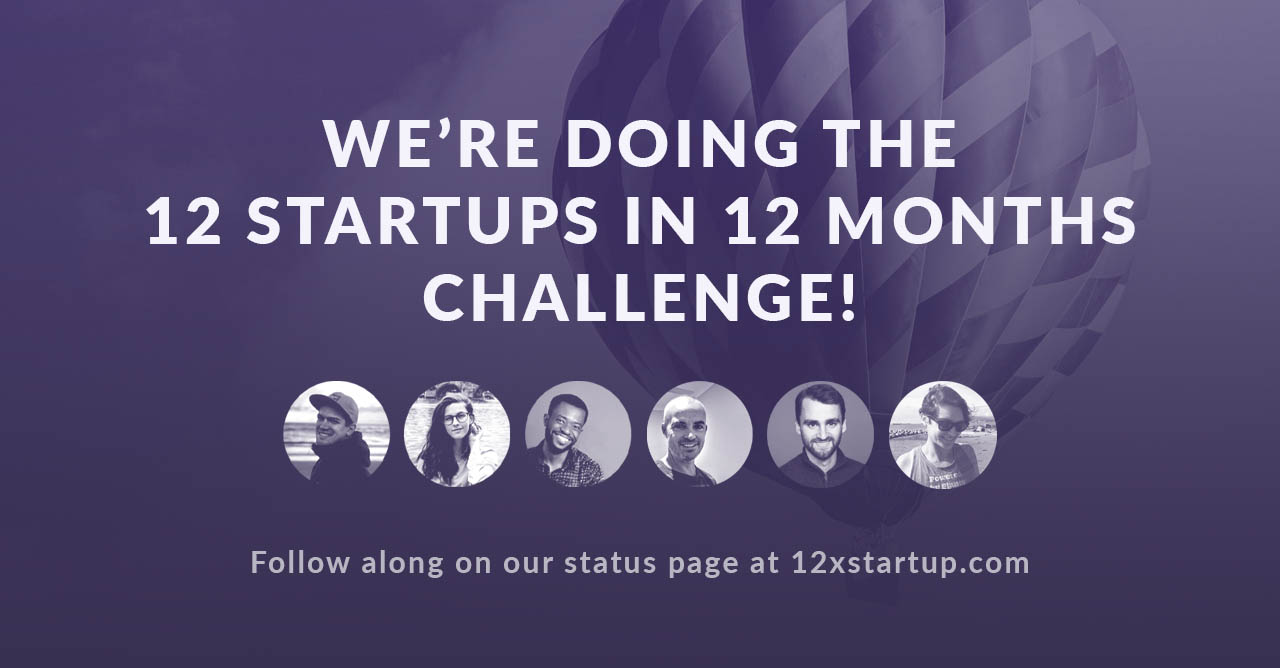 WE’RE DOING THE
12 STARTUPS IN 12 MONTHS
CHALLENGE!
Follow along on our status page at 12xstartup.com